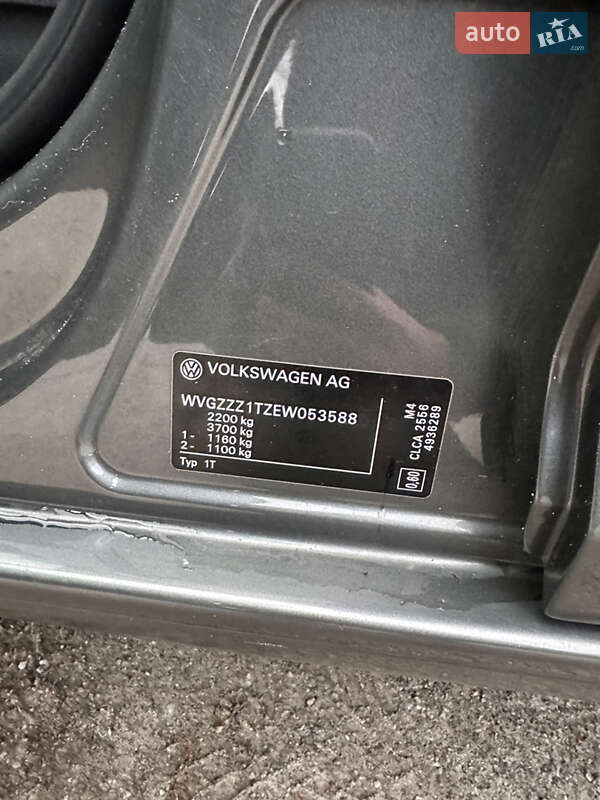 auto RIA
.com
VOLKSWAGEN AG
WVGZZZ1TZEW053588
2200 kg
3700 kg
1- 1160 kg
2- 1100 kg
Typ 1T
M4
CLCA 2556
4936289
0.60